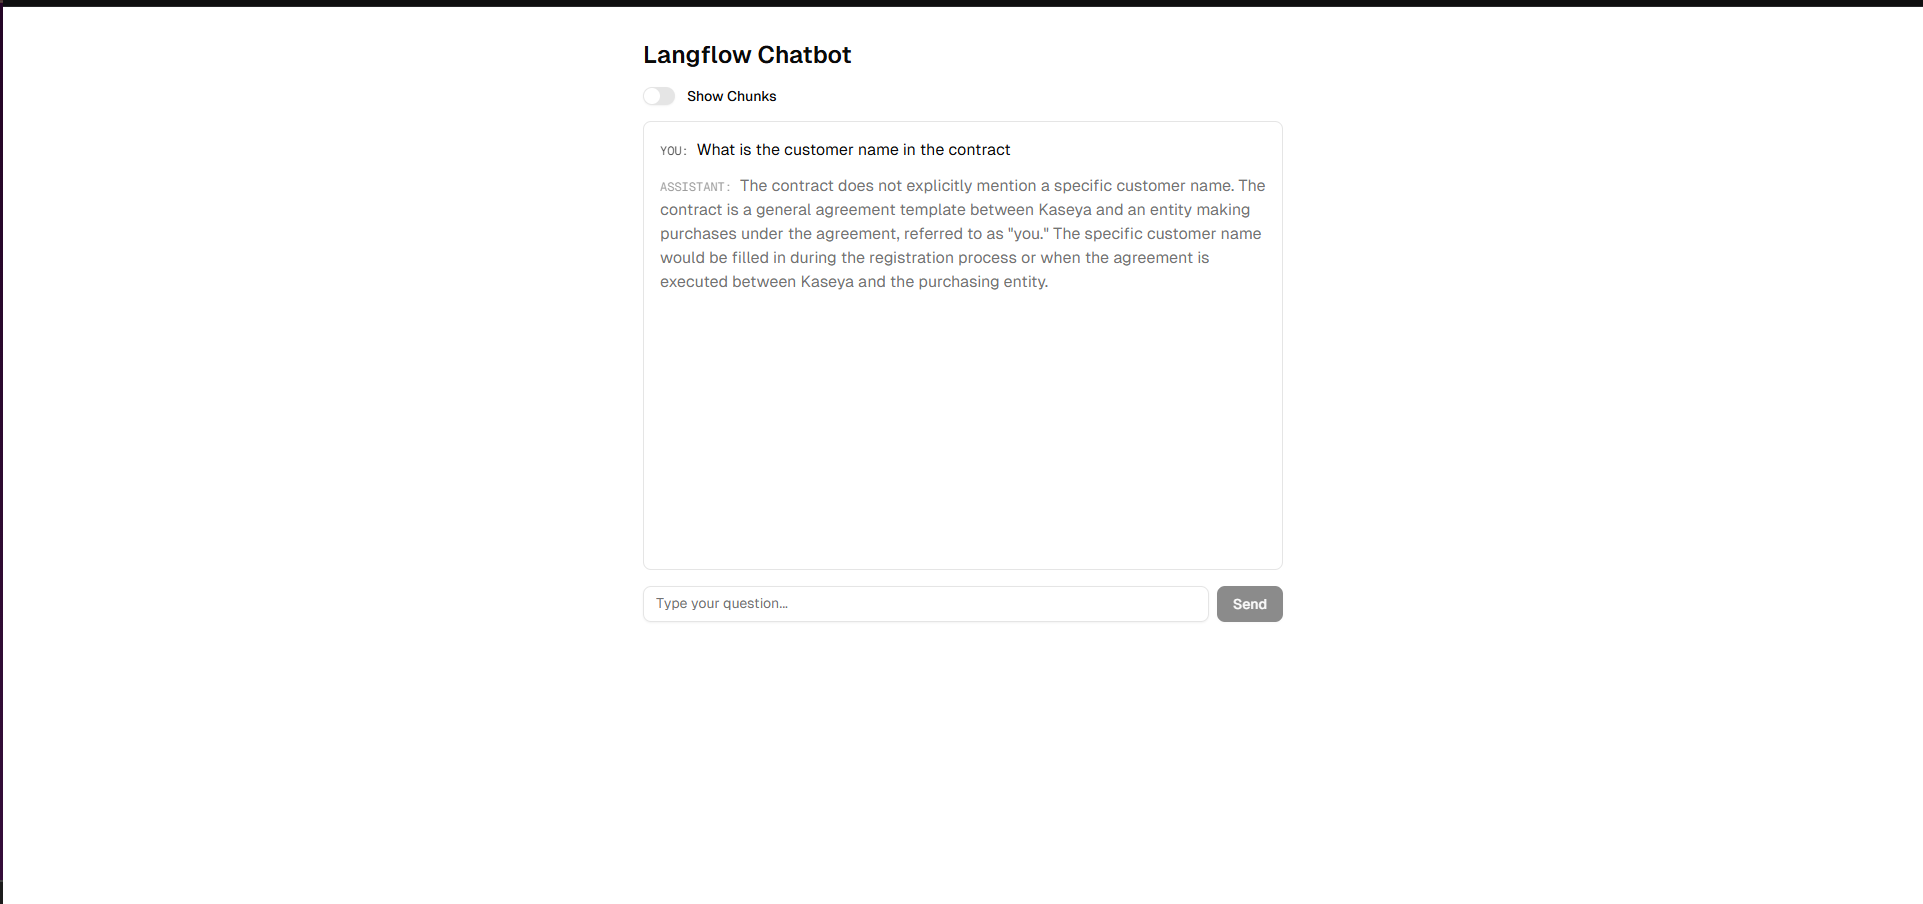 Langflow Chatbot
Show Chunks
YOU: What is the customer name in the contract
ASSISTANT: The contract does not explicitly mention a specific customer name. The
contract is a general agreement template between Kaseya and an entity making
purchases under the agreement, referred to as "you." The specific customer name
would be filled in during the registration process or when the agreement is
executed between Kaseya and the purchasing entity.
Type your question...
Send